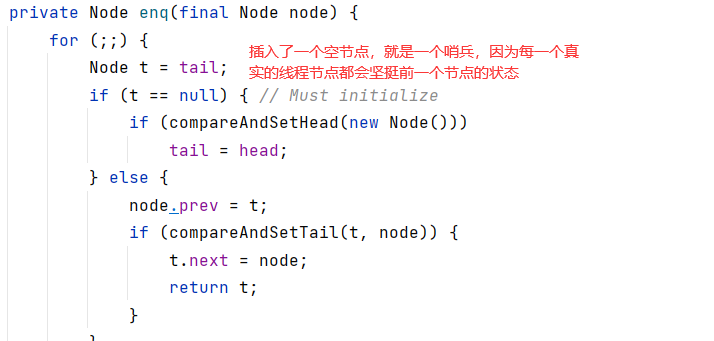 private Node enq(final Node node) {
for (;;) {
Node t = tail;
插入了一个空节点，就是一个哨兵，因为每一个真
实的线程节点都会坚挺前一个节点的状态
if (t == null) { // Must initialize
if (compareAndSetHead(new Node()))
tail = head;
} else {
node.prev = t;
if (compareAndSetTail(t, node)) {
t.next = node;
return t;
}
}